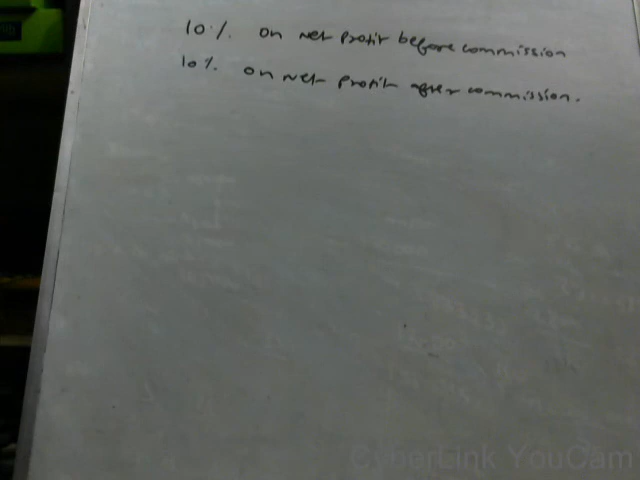 10%. on net profit before commission
10% on net profit after commission.
CyberLink YouCam